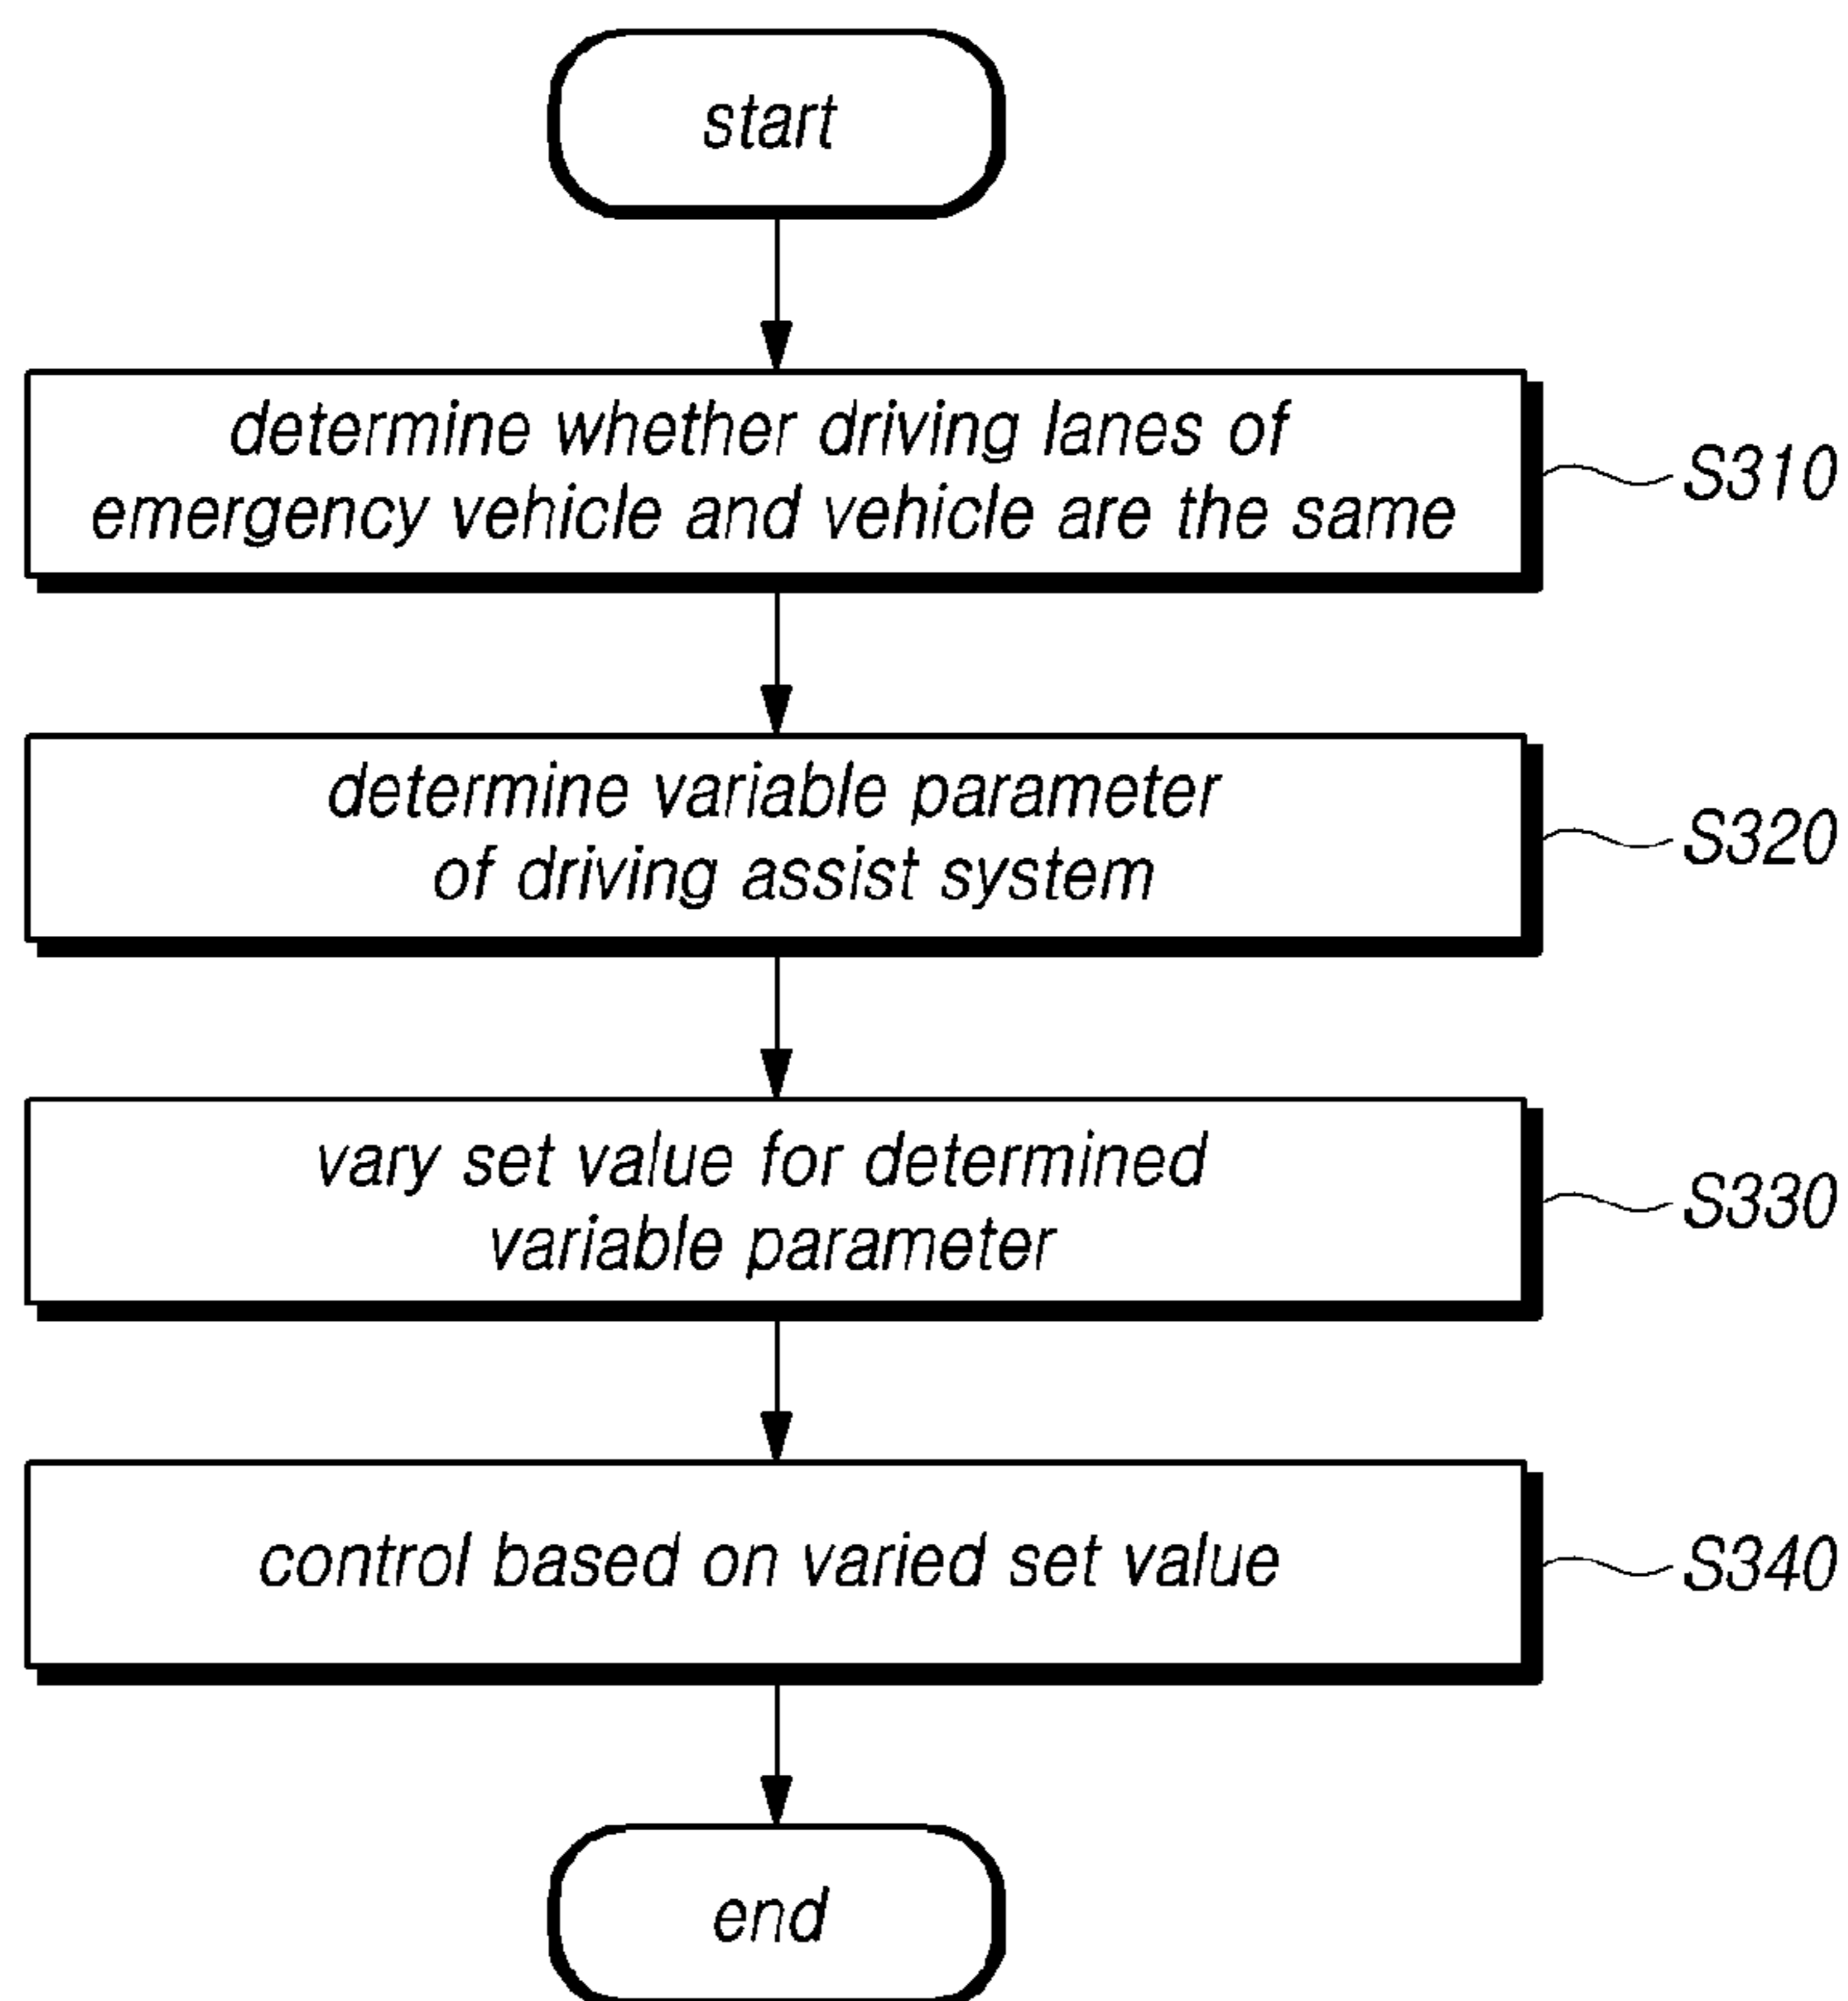 start
determine whether driving lanes of
emergency vehicle and vehicle are the same
S310
determine variable parameter
of driving assist system
S320
vary set value for determined
variable parameter
S330
control based on varied set value
S340
end